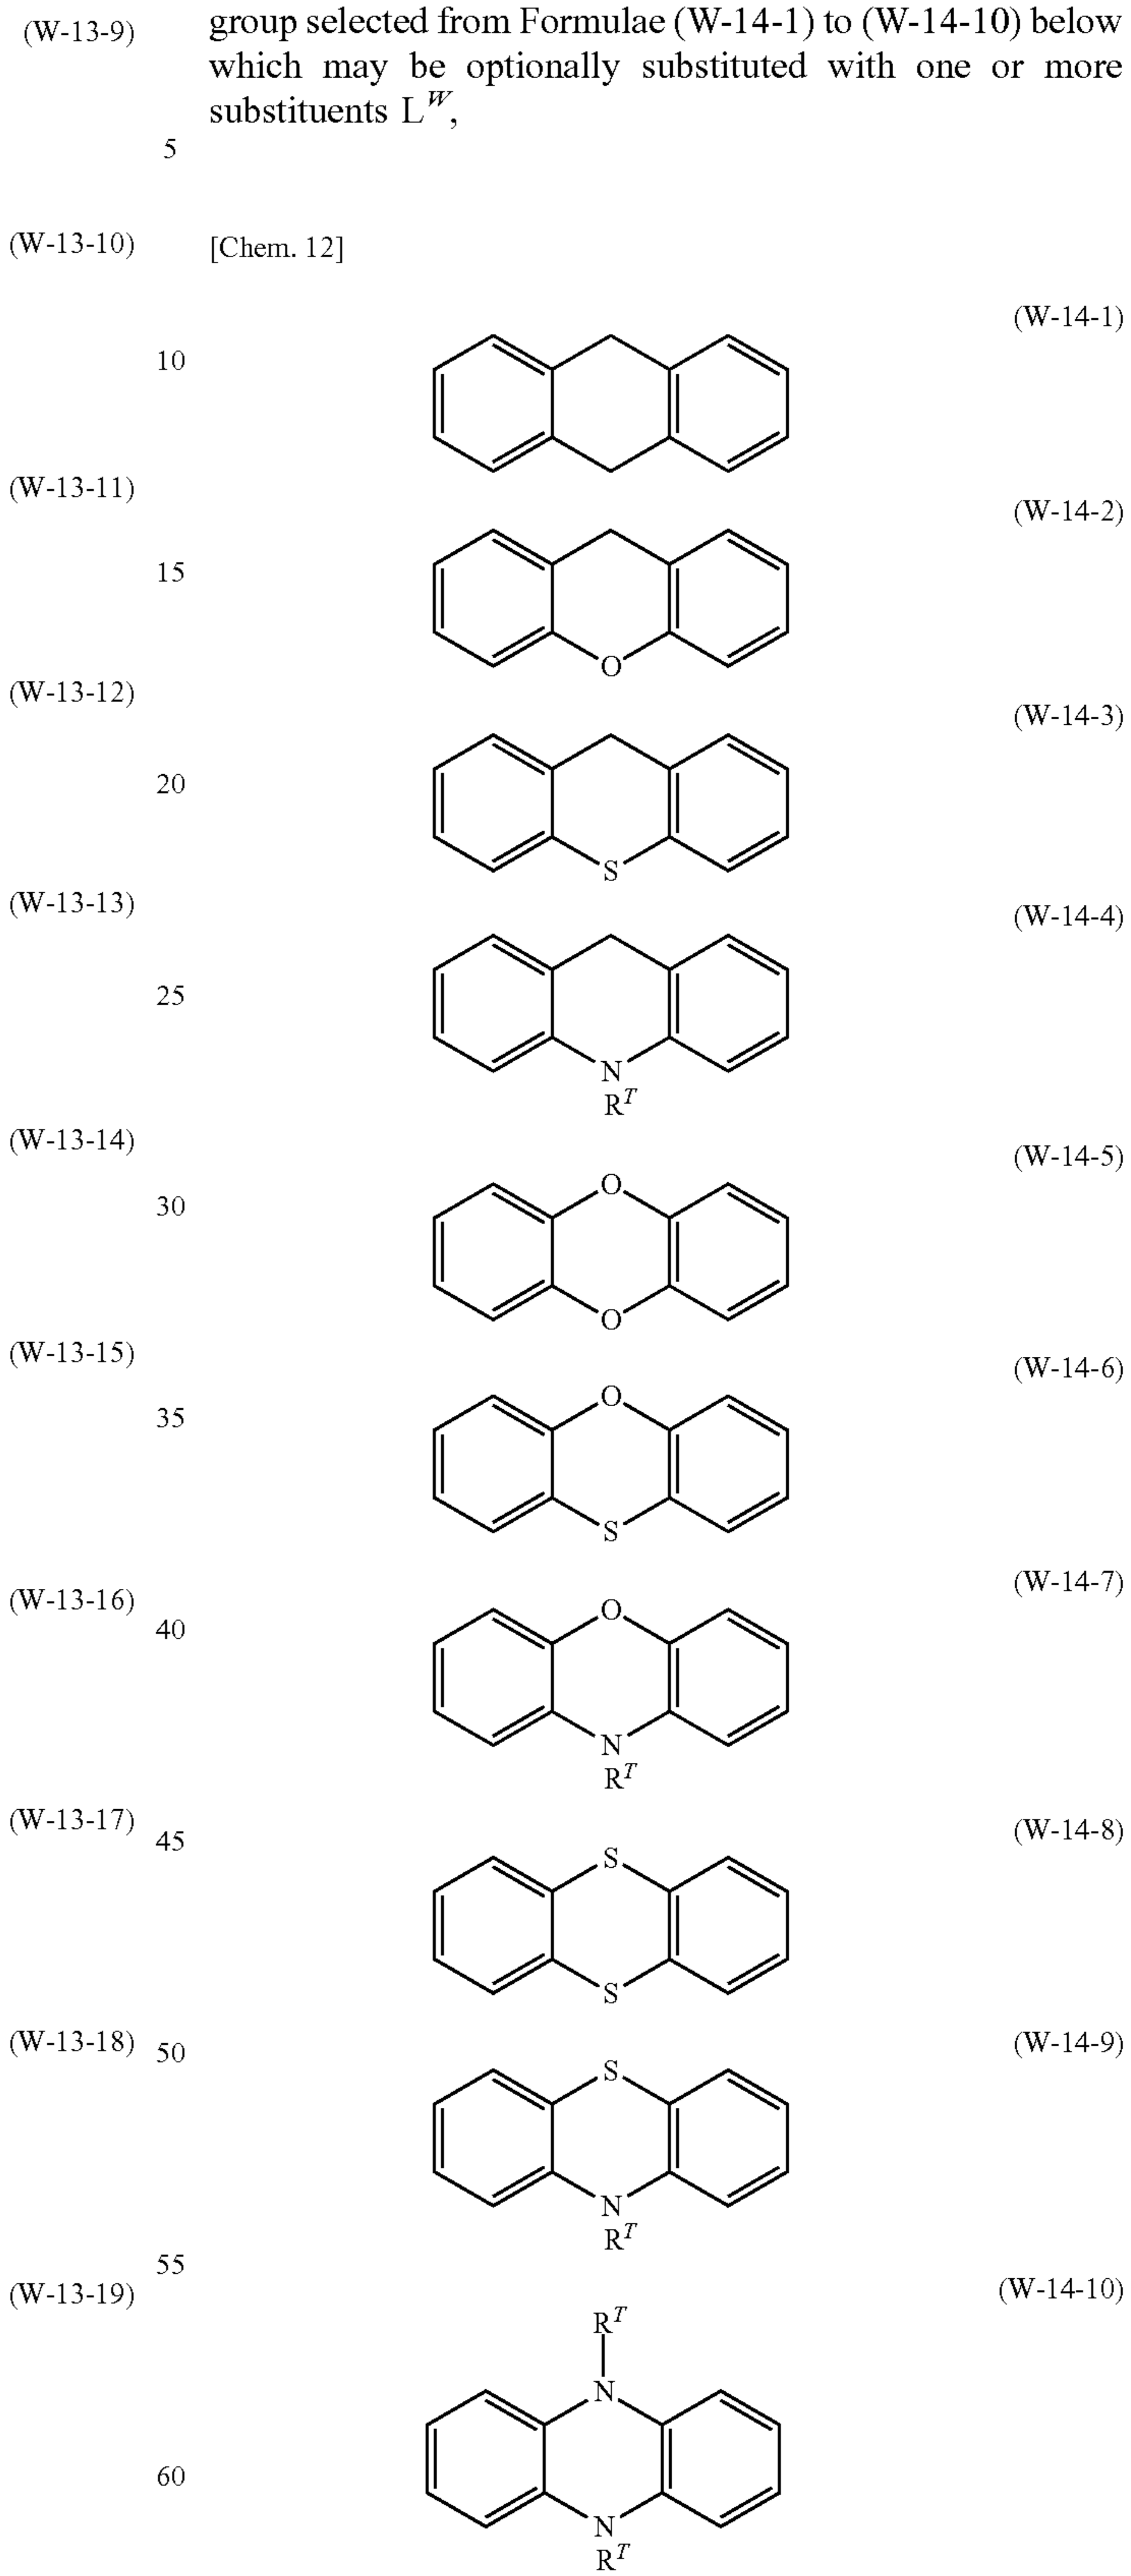 (W-13-9)
group selected from Formulae (W-14-1) to (W-14-10) below
which may be optionally substituted with one or more
substituents L^W,
5
(W-13-10)
[Chem. 12]
(W-14-1)
10
(W-13-11)
(W-14-2)
15
O
(W-13-12)
(W-14-3)
20
S
(W-13-13)
(W-14-4)
25
N
R^T
(W-13-14)
(W-14-5)
O
30
O
(W-13-15)
(W-14-6)
O
35
S
(W-14-7)
(W-13-16)
O
40
N
R^T
(W-13-17)
(W-14-8)
45
S
S
(W-13-18)
(W-14-9)
50
S
N
R^T
55
(W-13-19)
(W-14-10)
R^T
N
60
N
R^T